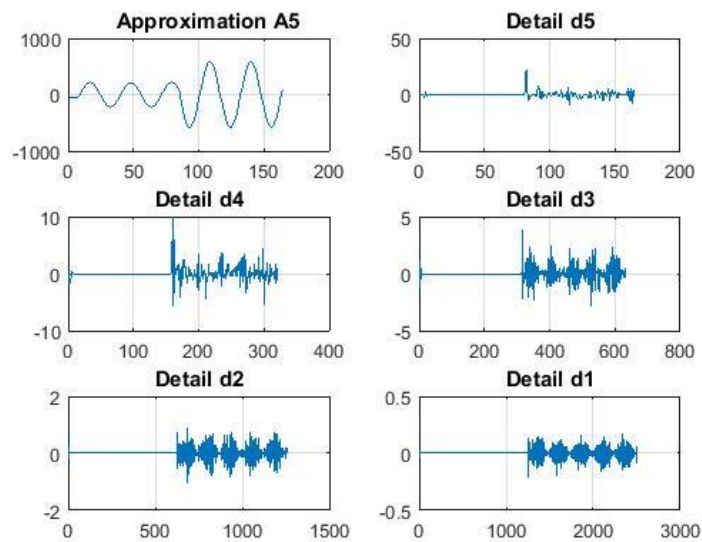 Approximation A5
Detail d5
1000
0
-1000
0 50 100 150 200
50
0
-50
0 50 100 150 200
Detail d4
Detail d3
10
0
-10
0 100 200 300 400
5
0
-5
0 200 400 600 800
Detail d2
Detail d1
2
0
-2
0 500 1000 1500
0.5
0
-0.5
0 1000 2000 3000